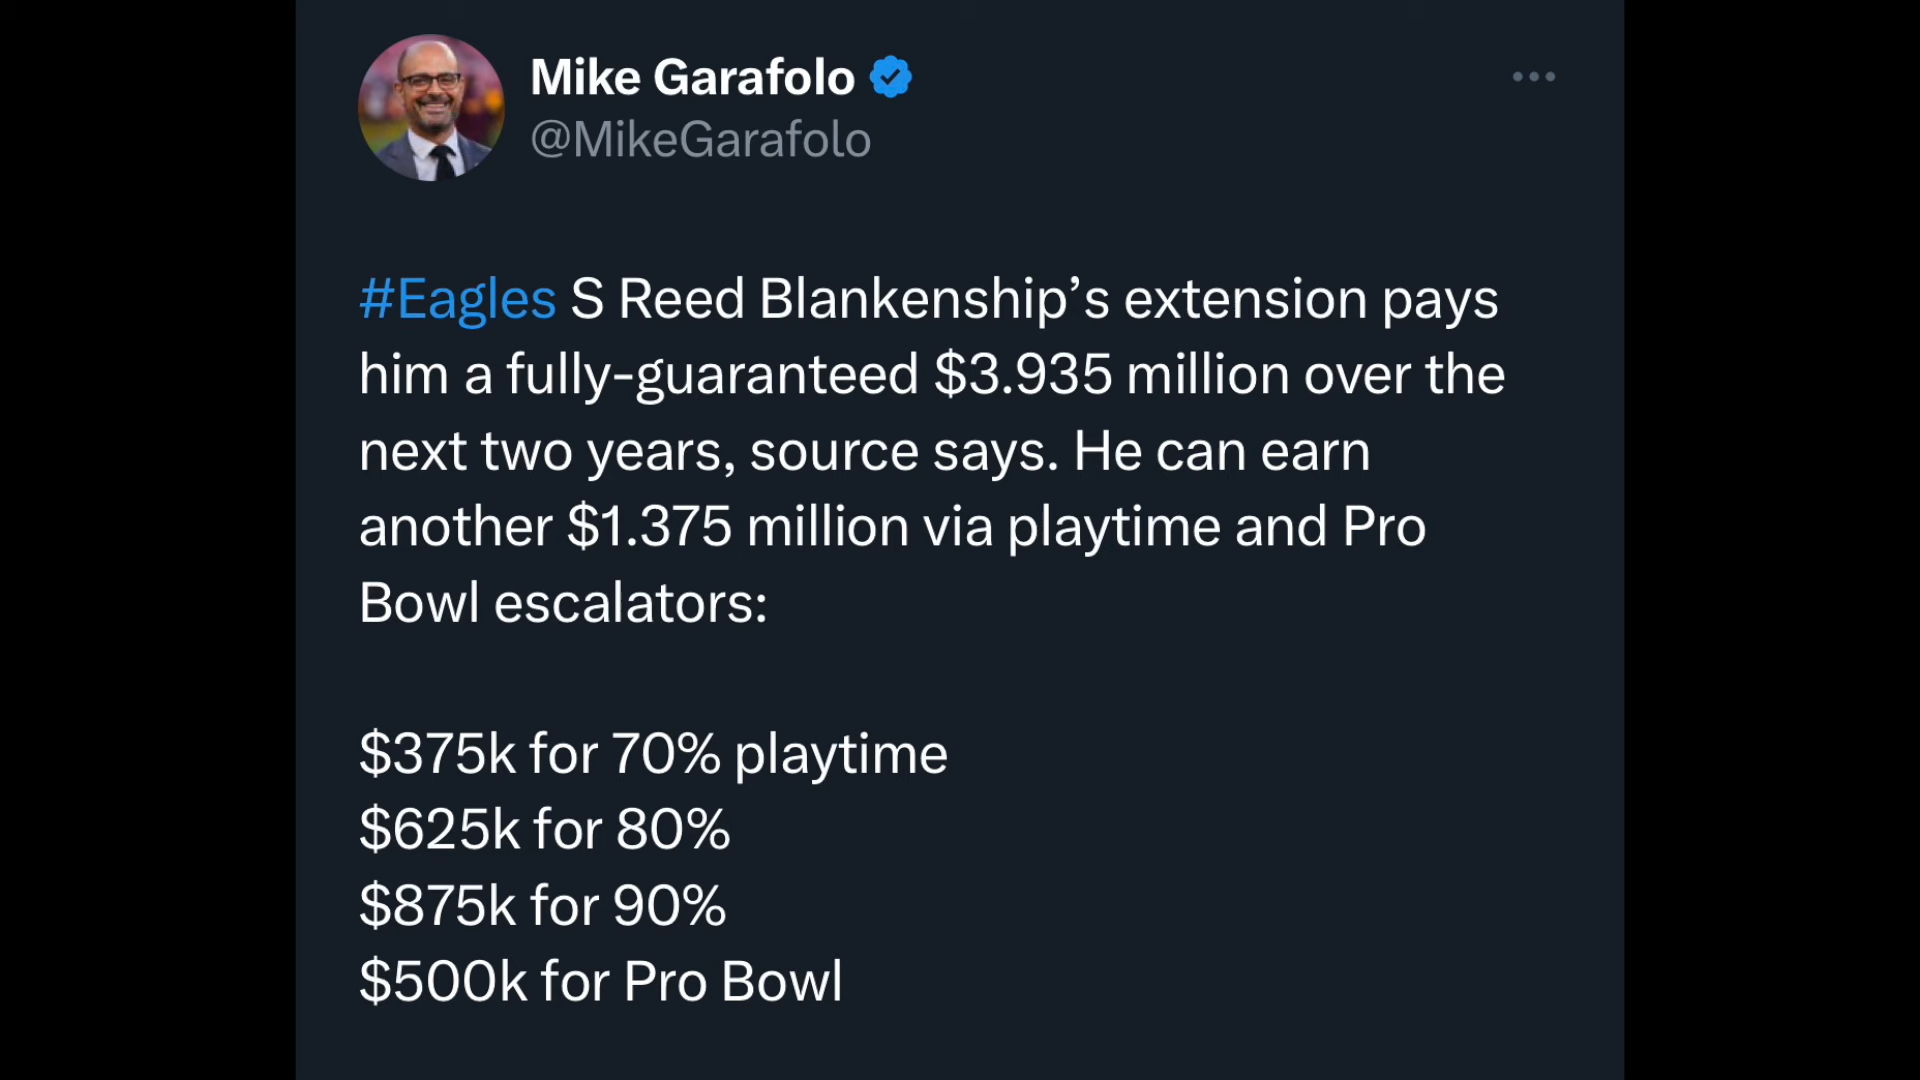 Mike Garafolo
@MikeGarafolo
#Eagles S Reed Blankenship’s extension pays
him a fully-guaranteed $3.935 million over the
next two years, source says. He can earn
another $1.375 million via playtime and Pro
Bowl escalators:
$375k for 70% playtime
$625k for 80%
$875k for 90%
$500k for Pro Bowl